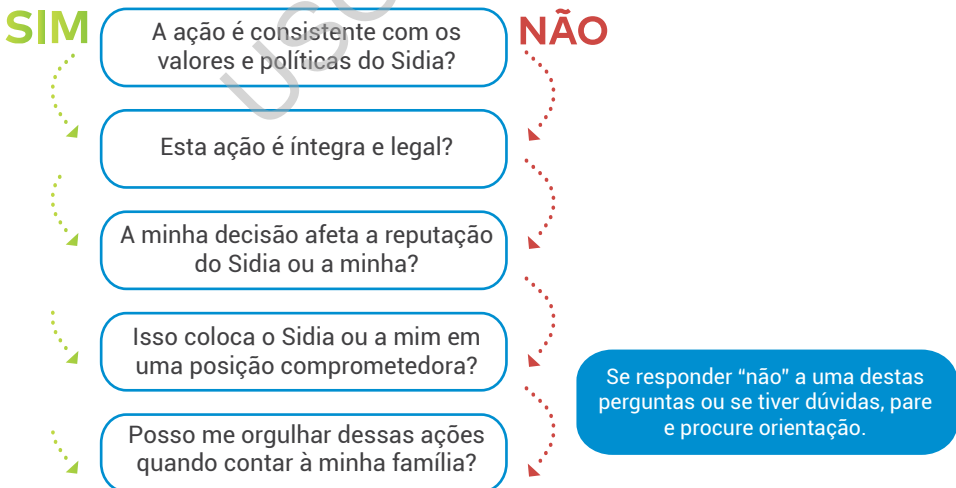 SIM
A ação é consistente com os
valores e políticas do Sidia?
NÃO
Esta ação é íntegra e legal?
A minha decisão afeta a reputação
do Sidia ou a minha?
Isso coloca o Sidia ou a mim em
uma posição comprometedora?
Posso me orgulhar dessas ações
quando contar à minha família?
Se responder “não” a uma destas
perguntas ou se tiver dúvidas, pare
e procure orientação.